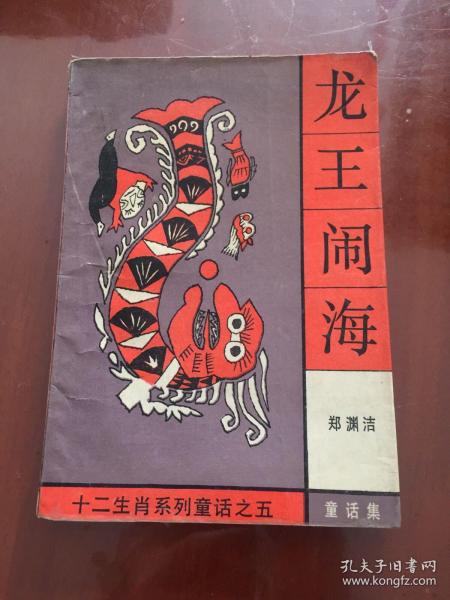 龙王闹海
郑渊洁
十二生肖系列童话之五
童话集
孔夫子旧书网
www.kongfz.com